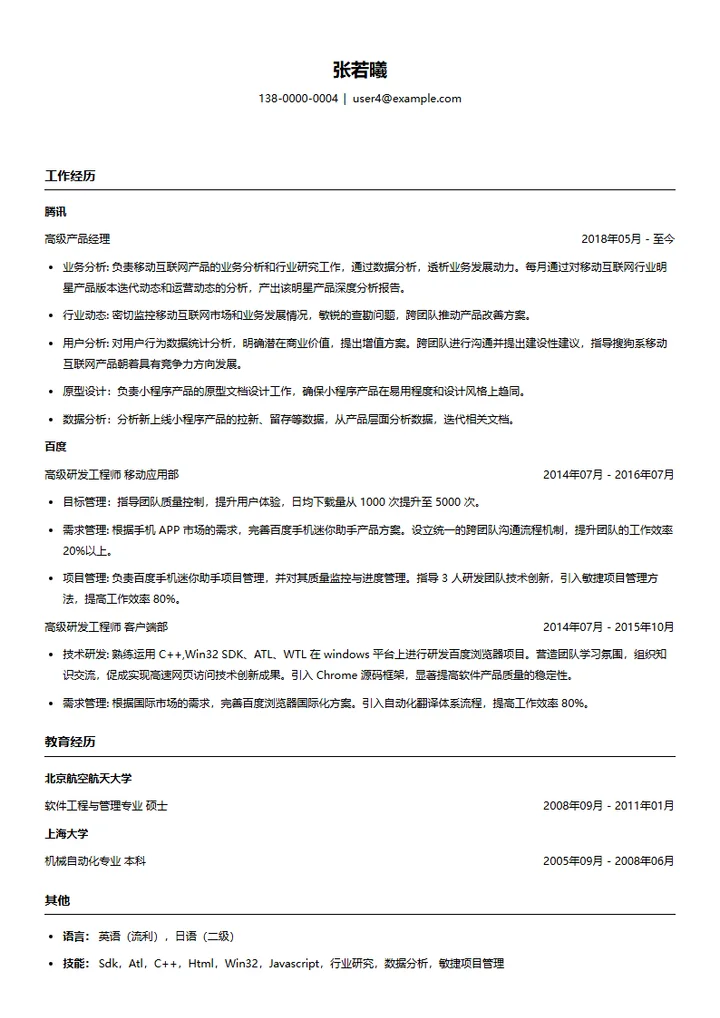 张若曦
138-0000-0004 | user4@example.com
工作经历
腾讯
高级产品经理 2018年05月 - 至今
• 业务分析: 负责移动互联网产品的业务分析和行业研究工作，通过数据分析，透析业务发展动力。每月通过对移动互联网行业明
星产品版本迭代动态和运营动态的分析，产出该明星产品深度分析报告。
• 行业动态: 密切监控移动互联网市场和业务发展情况，敏锐的查勘问题，跨团队推动产品改善方案。
• 用户分析: 对用户行为数据统计分析，明确潜在商业价值，提出增值方案。跨团队进行沟通并提出建设性建议，指导搜狗系移动
互联网产品朝着具有竞争力方向发展。
• 原型设计：负责小程序产品的原型文档设计工作，确保小程序产品在易用程度和设计风格上趋同。
• 数据分析：分析新上线小程序产品的拉新、留存等数据，从产品层面分析数据，迭代相关文档。
百度
高级研发工程师 移动应用部 2014年07月 - 2016年07月
• 目标管理：指导团队质量控制，提升用户体验，日均下载量从 1000 次提升至 5000 次。
• 需求管理: 根据手机 APP 市场的需求，完善百度手机迷你助手产品方案。设立统一的跨团队沟通流程机制，提升团队的工作效率
20%以上。
• 项目管理: 负责百度手机迷你助手项目管理，并对其质量监控与进度管理。指导 3 人研发团队技术创新，引入敏捷项目管理方
法，提高工作效率 80%。
高级研发工程师 客户端部 2014年07月 - 2015年10月
• 技术研发: 熟练运用 C++,Win32 SDK、ATL、WTL 在 windows 平台上进行研发百度浏览器项目。营造团队学习氛围，组织知
识交流，促成实现高速网页访问技术创新成果。引入 Chrome 源码框架，显著提高软件产品质量的稳定性。
• 需求管理: 根据国际市场的需求，完善百度浏览器国际化方案。引入自动化翻译体系流程，提高工作效率 80%。
教育经历
北京航空航天大学
软件工程与管理专业 硕士 2008年09月 - 2011年01月
上海大学
机械自动化专业 本科 2005年09月 - 2008年06月
其他
• 语言： 英语（流利）, 日语（二级）
• 技能： Sdk，Atl，C++，Html，Win32，Javascript，行业研究，数据分析，敏捷项目管理